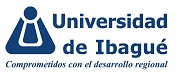 Universidad
de Ibagué
Comprometidos con el desarrollo regional